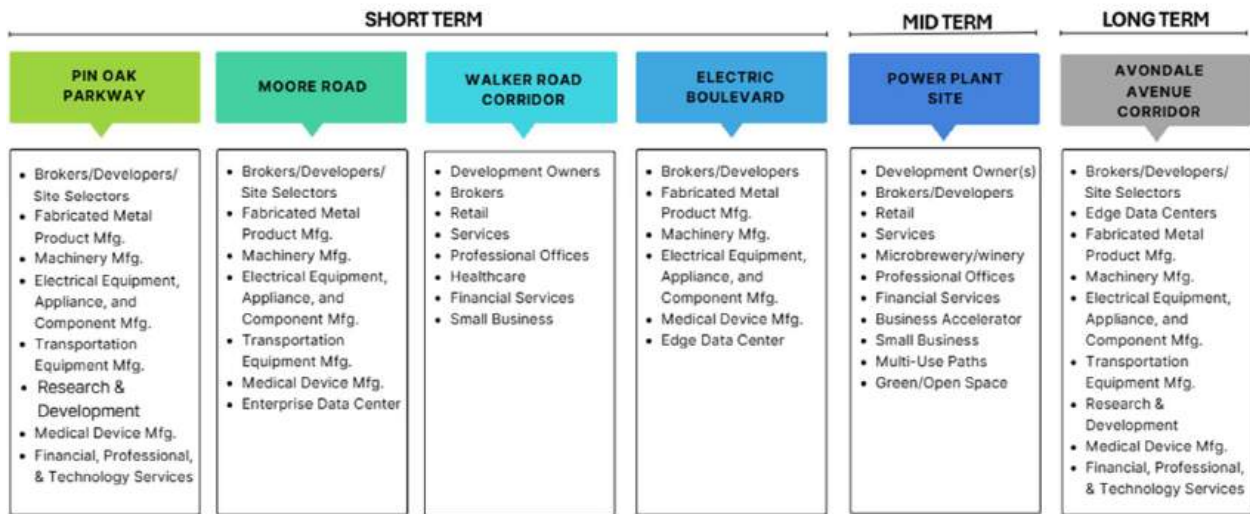 SHORT TERM
MID TERM
LONG TERM
PIN OAK
PARKWAY
MOORE ROAD
WALKER ROAD
CORRIDOR
ELECTRIC
BOULEVARD
POWER PLANT
SITE
AVONDALE
AVENUE
CORRIDOR
• Brokers/Developers/
Site Selectors
• Fabricated Metal
Product Mfg.
• Machinery Mfg.
• Electrical Equipment,
Appliance, and
Component Mfg.
• Transportation
Equipment Mfg.
• Research &
Development
• Medical Device Mfg.
• Financial, Professional,
& Technology Services
• Brokers/Developers/
Site Selectors
• Fabricated Metal
Product Mfg.
• Machinery Mfg.
• Electrical Equipment,
Appliance, and
Component Mfg.
• Transportation
Equipment Mfg.
• Medical Device Mfg.
• Enterprise Data Center
• Development Owners
• Brokers
• Retail
• Services
• Professional Offices
• Healthcare
• Financial Services
• Small Business
• Brokers/Developers
• Fabricated Metal
Product Mfg.
• Machinery Mfg.
• Electrical Equipment,
Appliance, and
Component Mfg.
• Medical Device Mfg.
• Edge Data Center
• Development Owner(s)
• Brokers/Developers
• Retail
• Services
• Microbrewery/winery
• Professional Offices
• Financial Services
• Business Accelerator
• Small Business
• Multi-Use Paths
• Green/Open Space
• Brokers/Developers/
Site Selectors
• Edge Data Centers
• Fabricated Metal
Product Mfg.
• Machinery Mfg.
• Electrical Equipment,
Appliance, and
Component Mfg.
• Transportation
Equipment Mfg.
• Research &
Development
• Medical Device Mfg.
• Financial, Professional,
& Technology Services